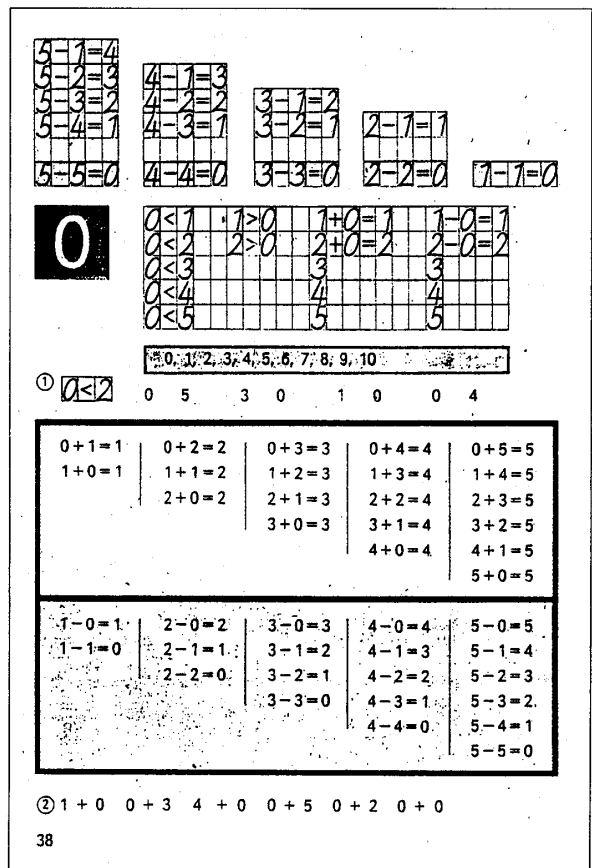 5-1=4
5-2=3 4-1=3
5-3=2 4-2=2 3-1=2
5-4=1 4 3=1 3-2=1 2-1=1
5-5=0 4-4=0 3-3=0 2-2=0 1-1=0
0
0<1 1>0 1+0=1 1-0=1
0<2 2>0 2+0=2 2-0=2
0<3 3 3
0<4 4 4
0<5 5 5
0, 1, 2, 3, 4, 5, 6, 7, 8, 9, 10
① 0<2 0 5 3 0 1 0 0 4
0+1=1 0+2=2 0+3=3 0+4=4 0+5=5
1+0=1 1+1=2 1+2=3 1+3=4 1+4=5
2+0=2 2+1=3 2+2=4 2+3=5
3+0=3 3+1=4 3+2=5
4+0=4 4+1=5
5+0=5
1-0=1 2-0=2 3-0=3 4-0=4 5-0=5
1-1=0 2-1=1 3-1=2 4-1=3 5-1=4
2-2=0 3-2=1 4-2=2 5-2=3
3-3=0 4-3=1 5-3=2
4-4=0 5-4=1
5-5=0
② 1 + 0 0 + 3 4 + 0 0 + 5 0 + 2 0 + 0
38